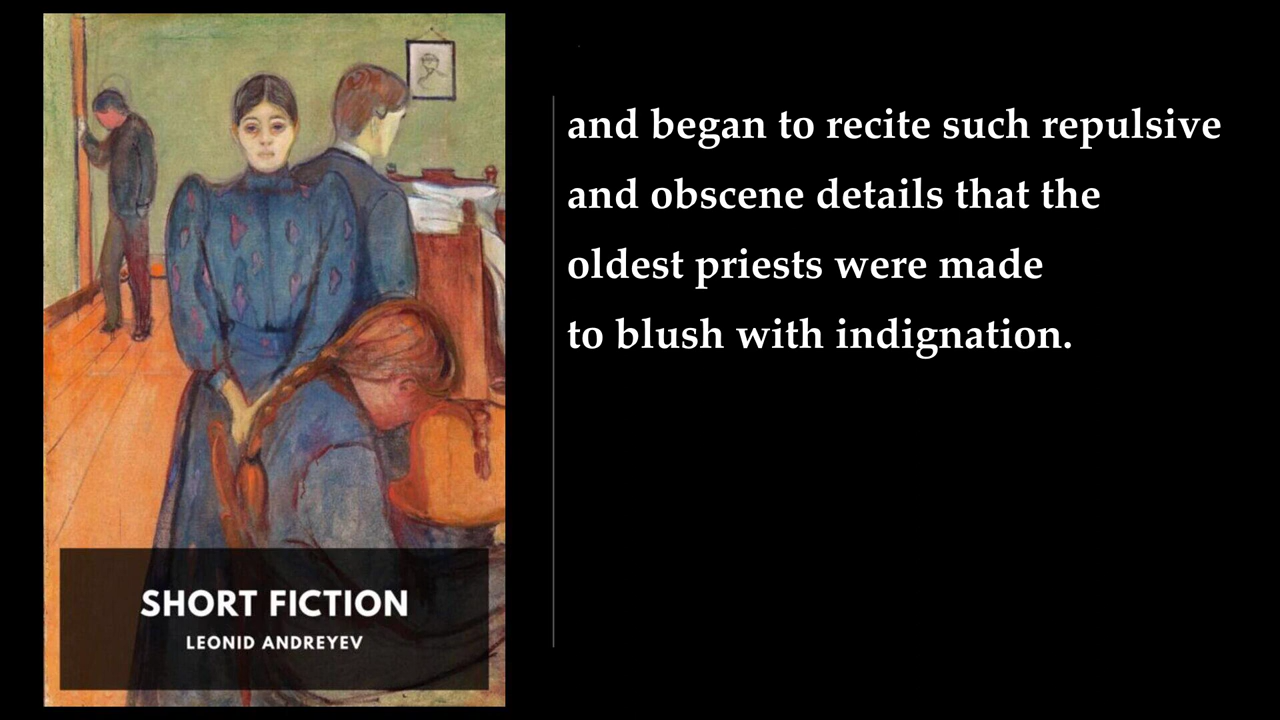 and began to recite such repulsive
and obscene details that the
oldest priests were made
to blush with indignation.
SHORT FICTION
LEONID ANDREYEV